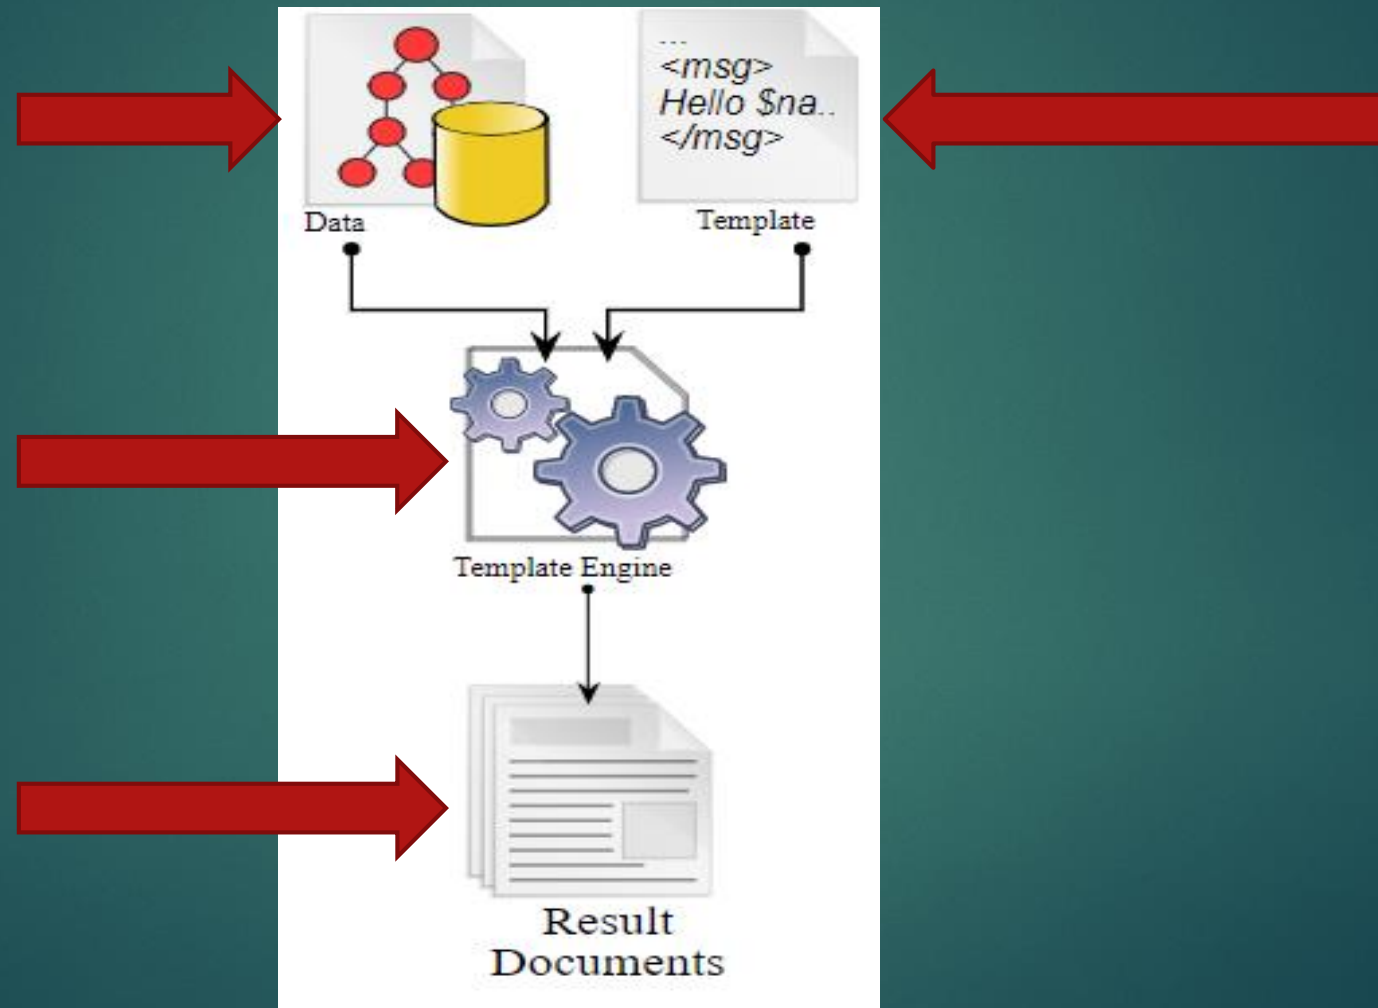 ...
<msg>
Hello $na..
</msg>
Data
Template
Template Engine
Result
Documents